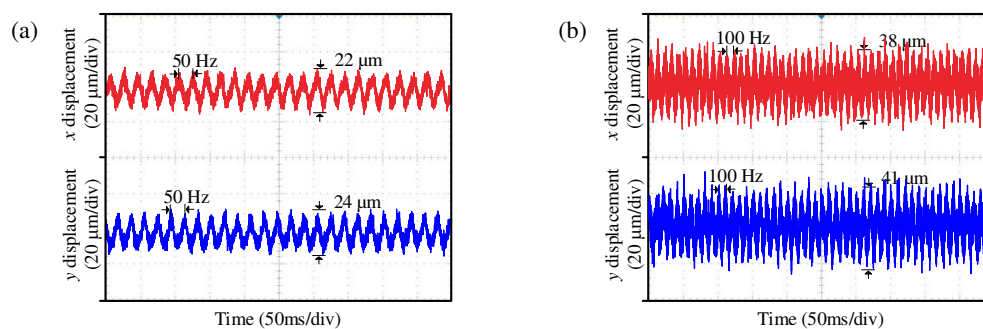 (a)
x displacement
(20 μm/div)
50 Hz
22 μm
y displacement
(20 μm/div)
50 Hz
24 μm
Time (50ms/div)
(b)
x displacement
(20 μm/div)
100 Hz
38 μm
y displacement
(20 μm/div)
100 Hz
41 μm
Time (50ms/div)